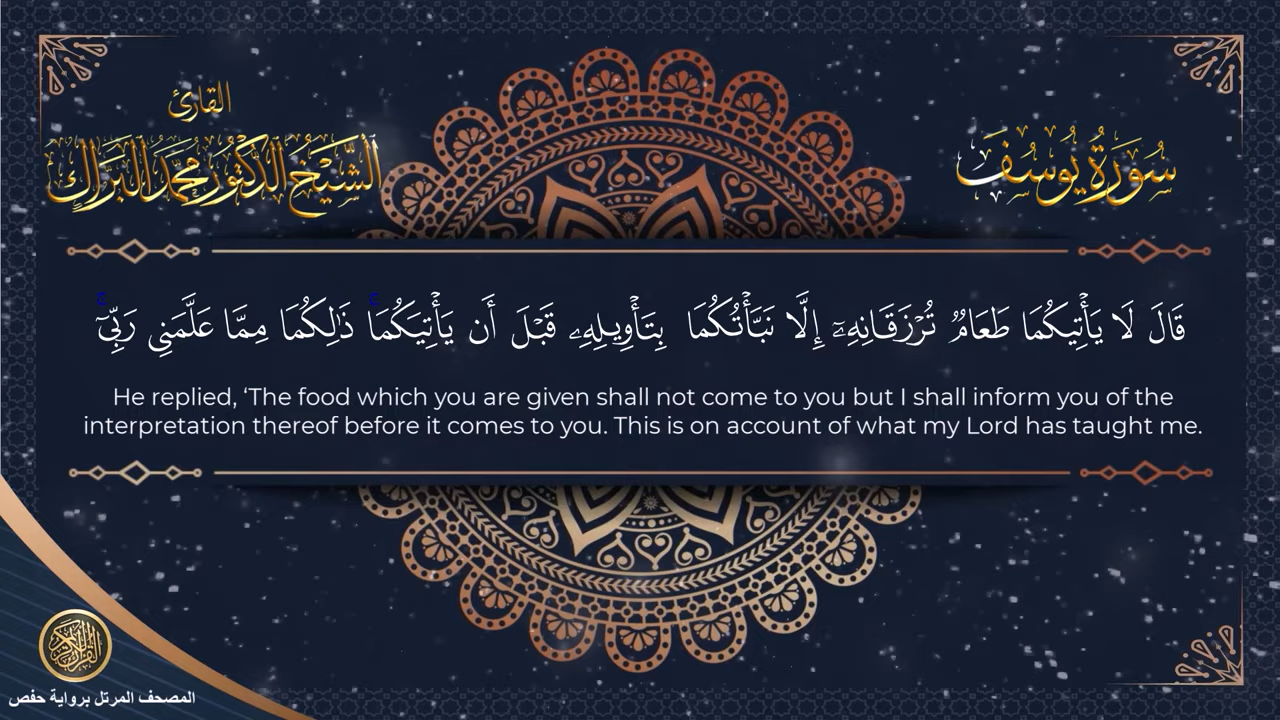 القارئ
الشيخ الدكتور محمد البراك
سورة يوسف
قَالَ لَا يَأْتِيكُمَا طَعَامٌ تُرْزَقَانِهِۦٓ إِلَّا نَبَّأْتُكُمَا بِتَأْوِيلِهِۦ قَبْلَ أَن يَأْتِيَكُمَا ۚ ذَٰلِكُمَا مِمَّا عَلَّمَنِى رَبِّىٓ ۚ
He replied, ‘The food which you are given shall not come to you but I shall inform you of the
interpretation thereof before it comes to you. This is on account of what my Lord has taught me.
القرآن الكريم
المصحف المرتل برواية حفص